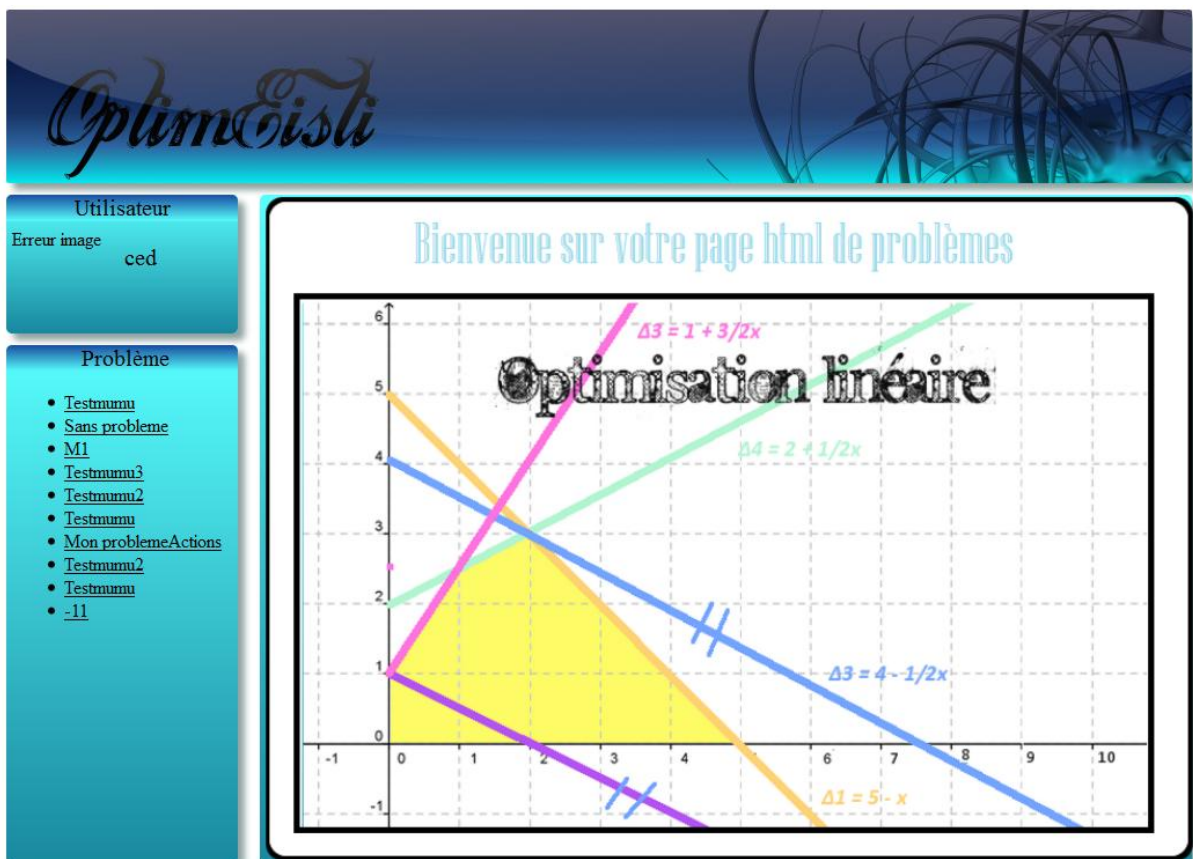 OptimEisti
Utilisateur
Erreur image
ced
Problème
Testmumu
Sans probleme
M1
Testmumu3
Testmumu2
Testmumu
Mon problemeActions
Testmumu2
Testmumu
-11
Bienvenue sur votre page html de problèmes
Optimisation linéaire
Δ3 = 1 + 3/2x
Δ4 = 2 + 1/2x
Δ3 = 4 - 1/2x
Δ1 = 5 - x
6
5
4
3
2
1
0
-1
-1 0 1 2 3 4 6 7 8 9 10